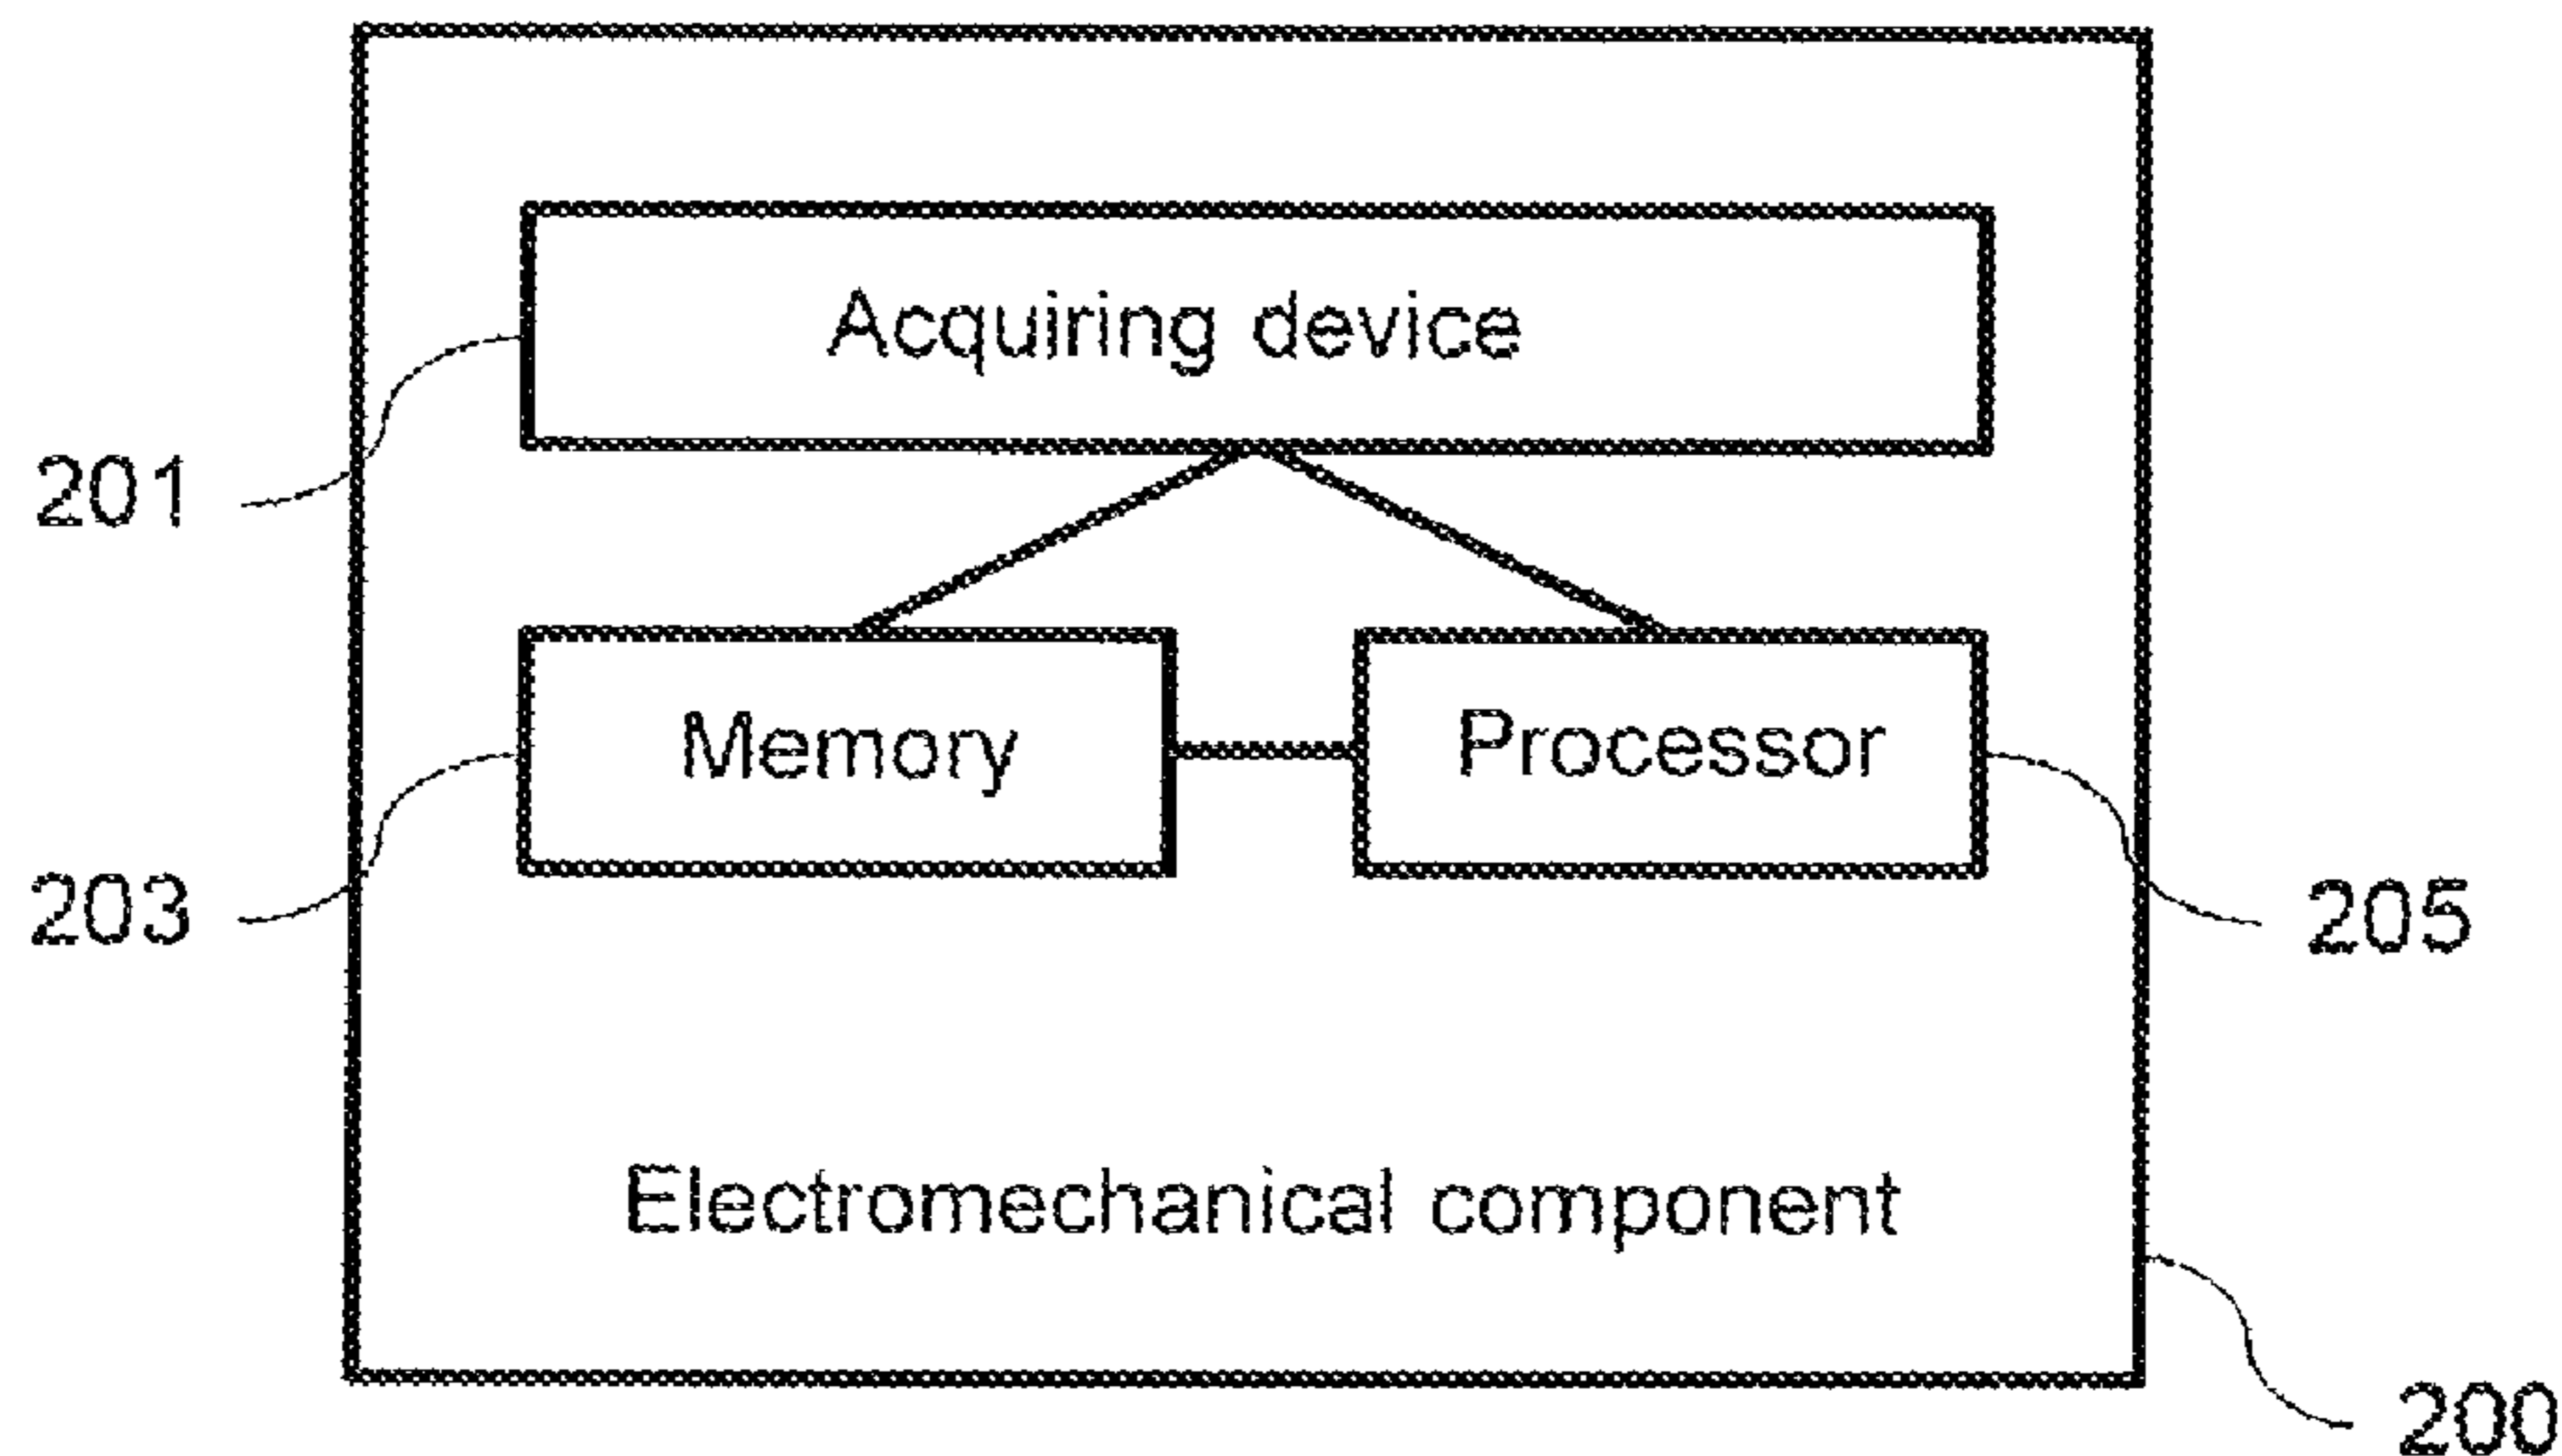 Acquiring device
201
Memory
Processor
203
205
Electromechanical component
200